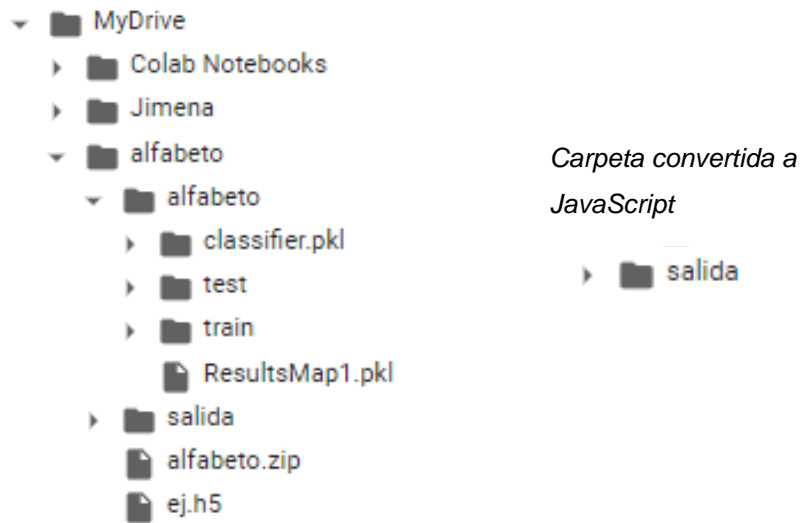 MyDrive
Colab Notebooks
Jimena
alfabeto
alfabeto
classifier.pkl
test
train
ResultsMap1.pkl
salida
alfabeto.zip
ej.h5
Carpeta convertida a
JavaScript
salida